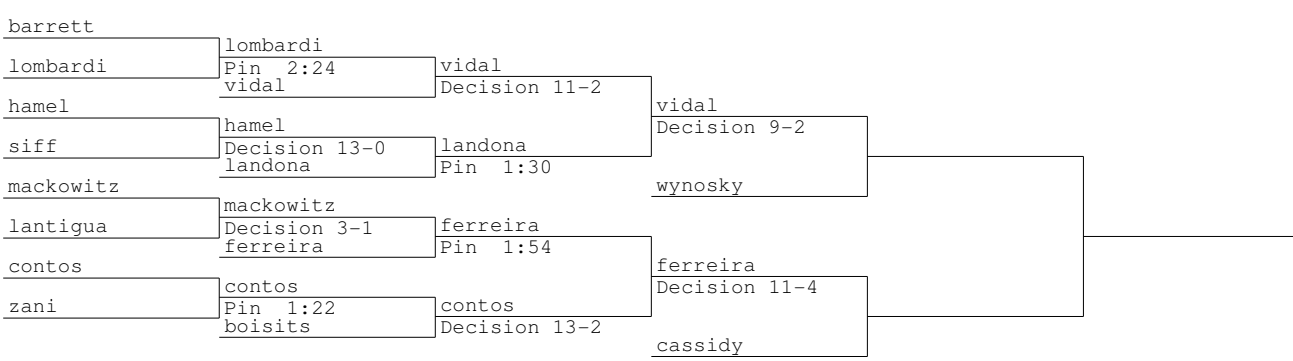 barrett
lombardi
lombardi
Pin 2:24
vidal
vidal
Decision 11-2
hamel
siff
hamel
Decision 13-0
landona
landona
Pin 1:30
vidal
Decision 9-2
wynosky
mackowitz
lantigua
mackowitz
Decision 3-1
ferreira
ferreira
Pin 1:54
contos
zani
contos
Pin 1:22
boisits
contos
Decision 13-2
ferreira
Decision 11-4
cassidy